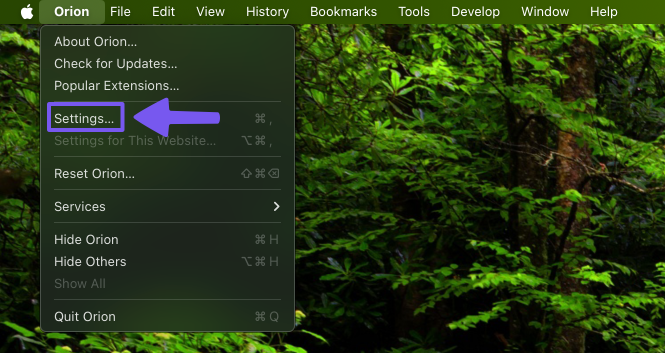 Orion File Edit View History Bookmarks Tools Develop Window Help
About Orion...
Check for Updates...
Popular Extensions...
Settings... ⌘ ,
Settings for This Website... ⌥⌘ ,
Reset Orion... ⇧⌘⌫
Services
Hide Orion ⌘ H
Hide Others ⌥⌘ H
Show All
Quit Orion ⌘ Q